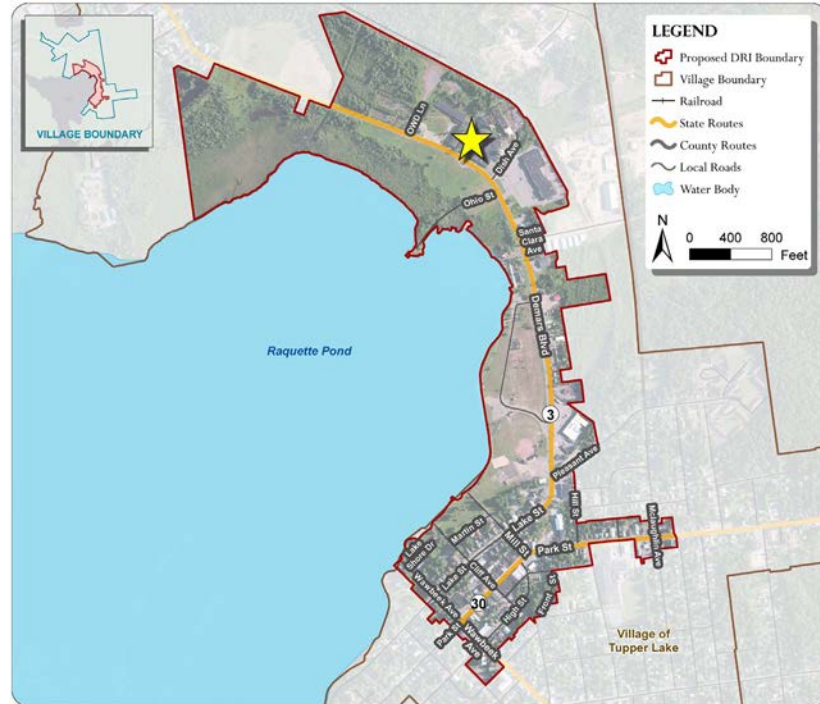 VILLAGE BOUNDARY
LEGEND
Proposed DRI Boundary
Village Boundary
Railroad
State Routes
County Routes
Local Roads
Water Body
N
0 400 800
Feet
OWD Ln
Dish Ave
Ohio St
Santa
Clara
Ave
Demars Blvd
Raquette Pond
3
Pleasant Ave
Hill St
Mclaughlin Ave
Lake St
Martin St
Mill St
Park St
Lake
Shore Dr
Lake St
Cliff Ave
Wawbeek Ave
30
High St
Front St
Park St
Wawbeek
Ave
Village of
Tupper Lake